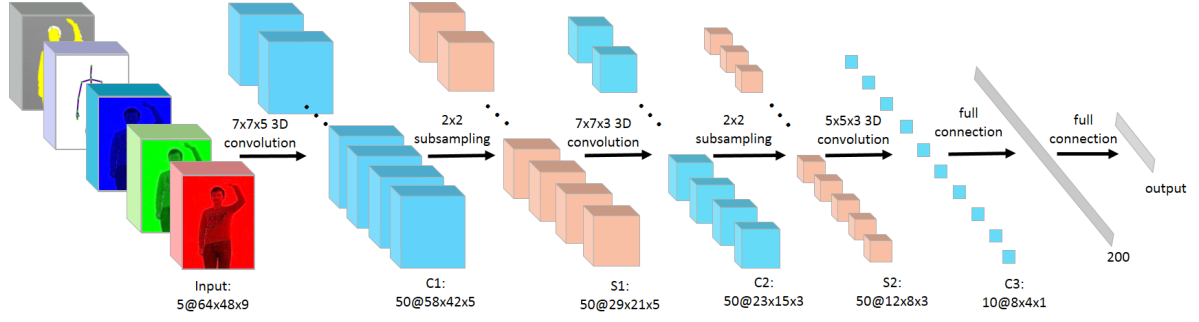 7x7x5 3D
convolution
2x2
subsampling
7x7x3 3D
convolution
2x2
subsampling
5x5x3 3D
convolution
full
connection
full
connection
output
200
Input:
5@64x48x9
C1:
50@58x42x5
S1:
50@29x21x5
C2:
50@23x15x3
S2:
50@12x8x3
C3:
10@8x4x1